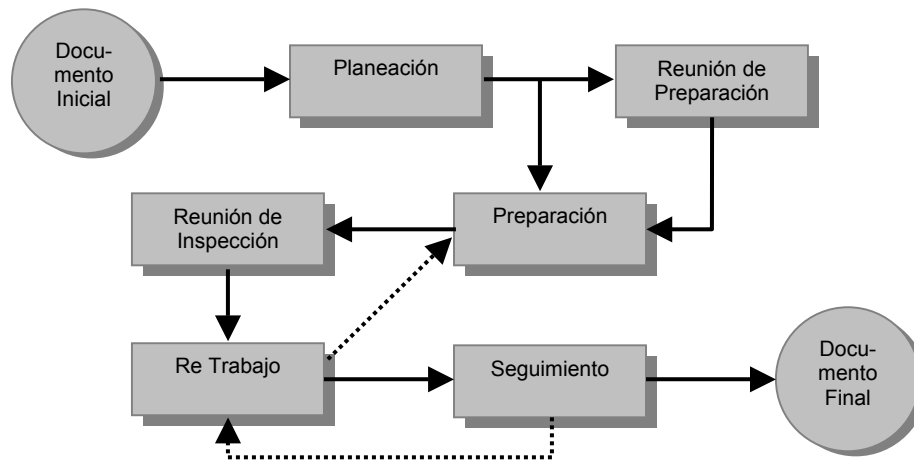 Docu-
mento
Inicial
Planeación
Reunión de
Preparación
Reunión de
Inspección
Preparación
Re Trabajo
Seguimiento
Docu-
mento
Final